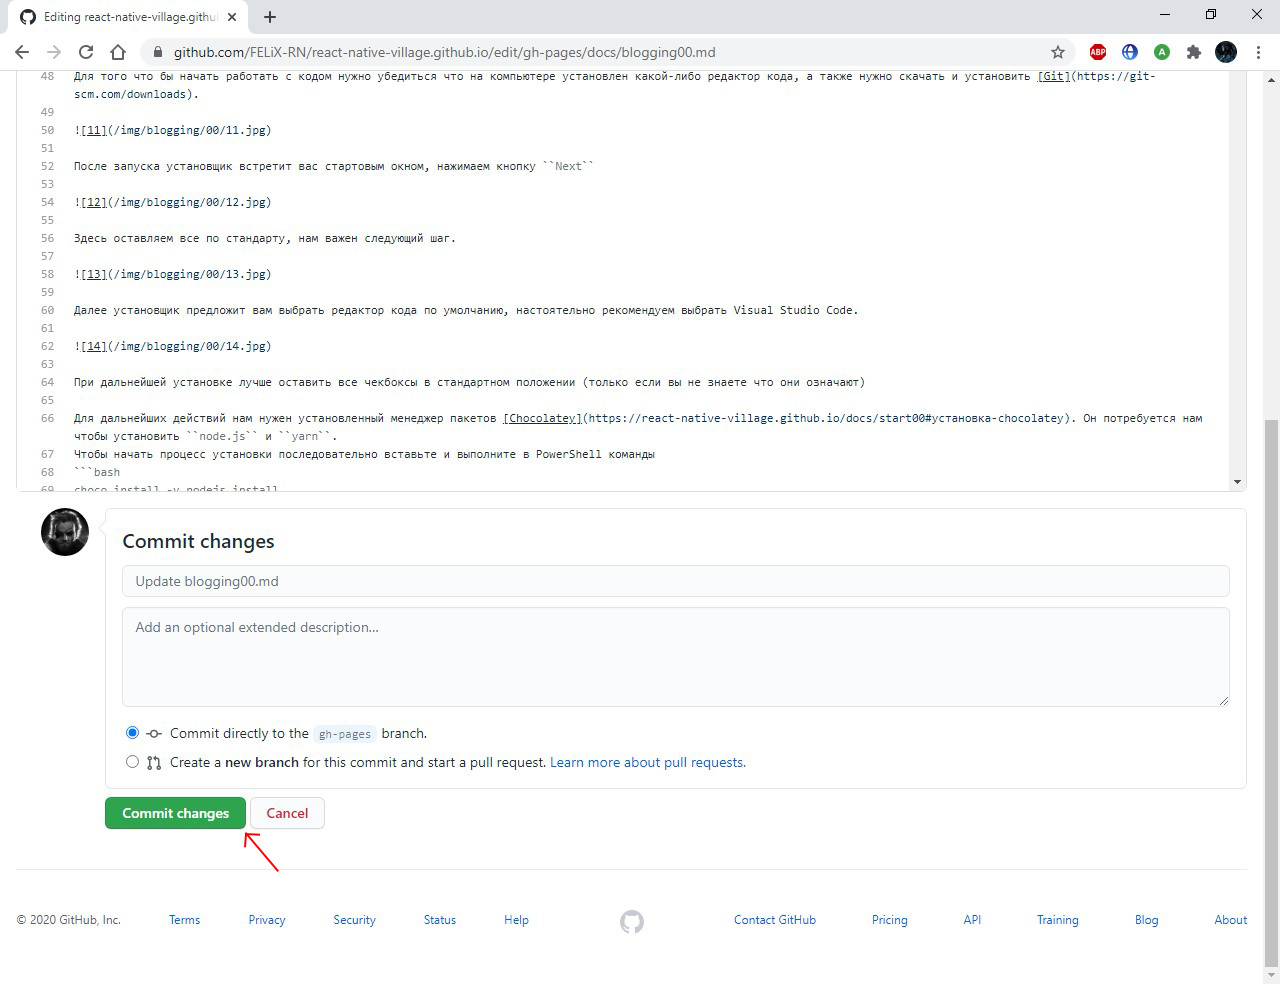 Editing react-native-village.githu
github.com/FELiX-RN/react-native-village.github.io/edit/gh-pages/docs/blogging00.md
ABP
A
48 Для того что бы начать работать с кодом нужно убедиться что на компьютере установлен какой-либо редактор кода, а также нужно скачать и установить [Git](https://git-
scm.com/downloads).
49
50 ![11](/img/blogging/00/11.jpg)
51
52 После запуска установщик встретит вас стартовым окном, нажимаем кнопку ``Next``
53
54 ![12](/img/blogging/00/12.jpg)
55
56 Здесь оставляем все по стандарту, нам важен следующий шаг.
57
58 ![13](/img/blogging/00/13.jpg)
59
60 Далее установщик предложит вам выбрать редактор кода по умолчанию, настоятельно рекомендуем выбрать Visual Studio Code.
61
62 ![14](/img/blogging/00/14.jpg)
63
64 При дальнейшей установке лучше оставить все чекбоксы в стандартном положении (только если вы не знаете что они означают)
65
66 Для дальнейших действий нам нужен установленный менеджер пакетов [Chocolatey](https://react-native-village.github.io/docs/start00#установка-chocolatey). Он потребуется нам
чтобы установить ``node.js`` и ``yarn``.
67 Чтобы начать процесс установки последовательно вставьте и выполните в PowerShell команды
68 ```bash
69 choco install -y nodejs.install
Commit changes
Update blogging00.md
Add an optional extended description...
Commit directly to the gh-pages branch.
Create a new branch for this commit and start a pull request. Learn more about pull requests.
Commit changes Cancel
© 2020 GitHub, Inc. Terms Privacy Security Status Help Contact GitHub Pricing API Training Blog About